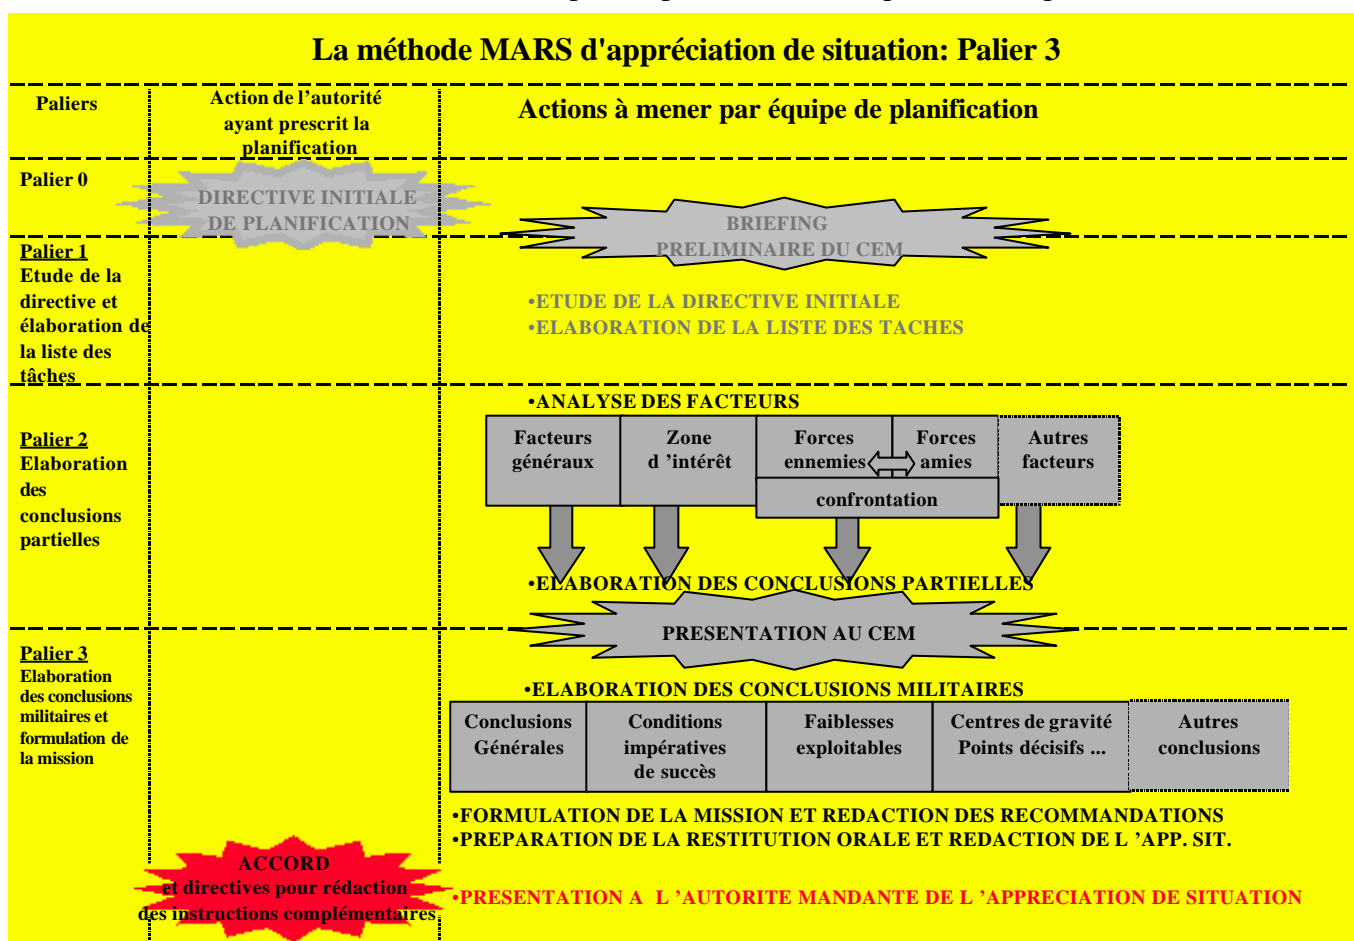 La méthode MARS d'appréciation de situation: Palier 3
Paliers
Action de l’autorité
ayant prescrit la
planification
Actions à mener par équipe de planification
Palier 0
DIRECTIVE INITIALE
DE PLANIFICATION
BRIEFING
PRELIMINAIRE DU CEM
Palier 1
Etude de la
directive et
élaboration de
la liste des
tâches
•ETUDE DE LA DIRECTIVE INITIALE
•ELABORATION DE LA LISTE DES TACHES
Palier 2
Elaboration
des
conclusions
partielles
•ANALYSE DES FACTEURS
Facteurs
généraux
Zone
d ’intérêt
Forces
ennemies
Forces
amies
Autres
facteurs
confrontation
•ELABORATION DES CONCLUSIONS PARTIELLES
PRESENTATION AU CEM
Palier 3
Elaboration
des conclusions
militaires et
formulation de
la mission
•ELABORATION DES CONCLUSIONS MILITAIRES
Conclusions
Générales
Conditions
impératives
de succès
Faiblesses
exploitables
Centres de gravité
Points décisifs ...
Autres
conclusions
•FORMULATION DE LA MISSION ET REDACTION DES RECOMMANDATIONS
•PREPARATION DE LA RESTITUTION ORALE ET REDACTION DE L ’APP. SIT.
ACCORD
et directives pour rédaction
des instructions complémentaires
•PRESENTATION A L ’AUTORITE MANDANTE DE L ’APPRECIATION DE SITUATION